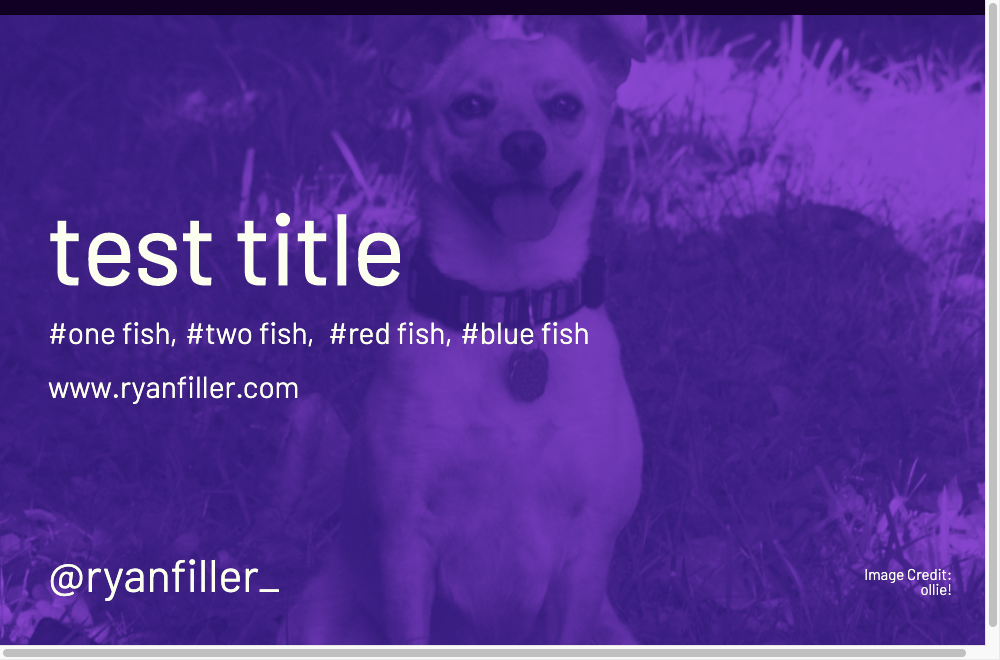 test title
#one fish, #two fish,  #red fish, #blue fish
www.ryanfiller.com
@ryanfiller_
Image Credit:
ollie!